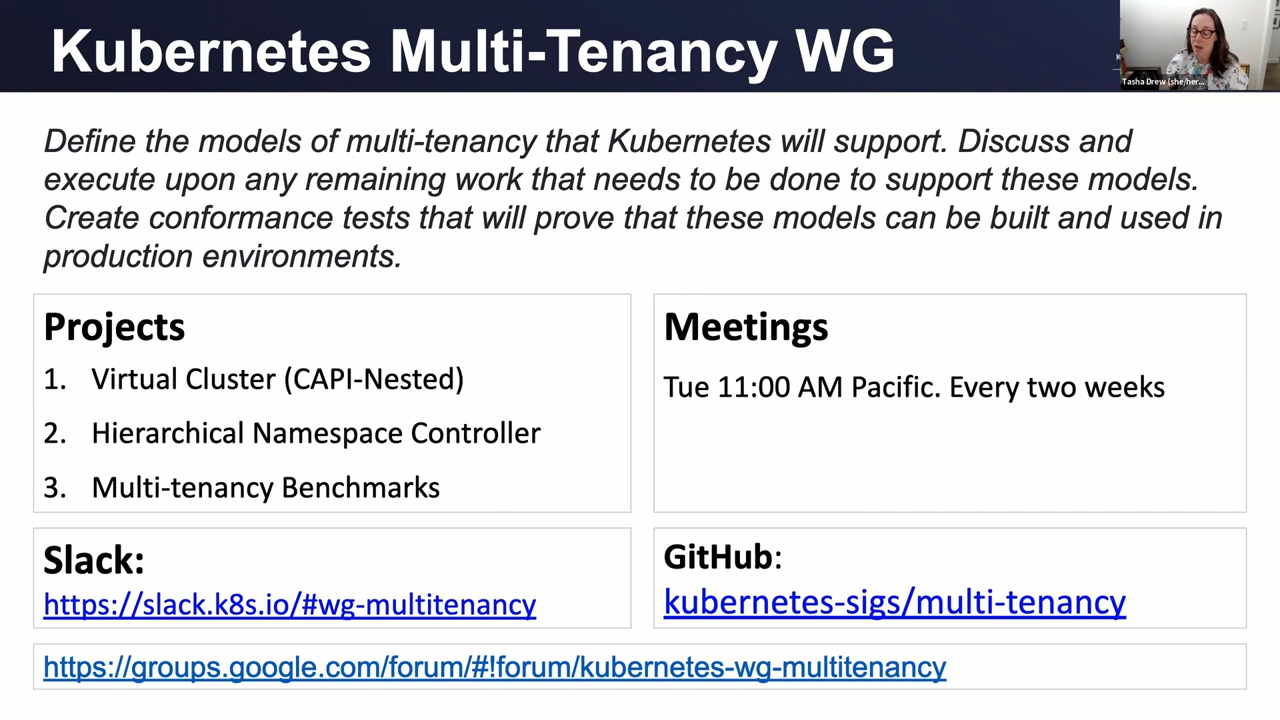 Kubernetes Multi-Tenancy WG
Tasha Drew (she/her...
Define the models of multi-tenancy that Kubernetes will support. Discuss and
execute upon any remaining work that needs to be done to support these models.
Create conformance tests that will prove that these models can be built and used in
production environments.
Projects
1. Virtual Cluster (CAPI-Nested)
2. Hierarchical Namespace Controller
3. Multi-tenancy Benchmarks
Meetings
Tue 11:00 AM Pacific. Every two weeks
Slack:
https://slack.k8s.io/#wg-multitenancy
GitHub:
kubernetes-sigs/multi-tenancy
https://groups.google.com/forum/#!forum/kubernetes-wg-multitenancy